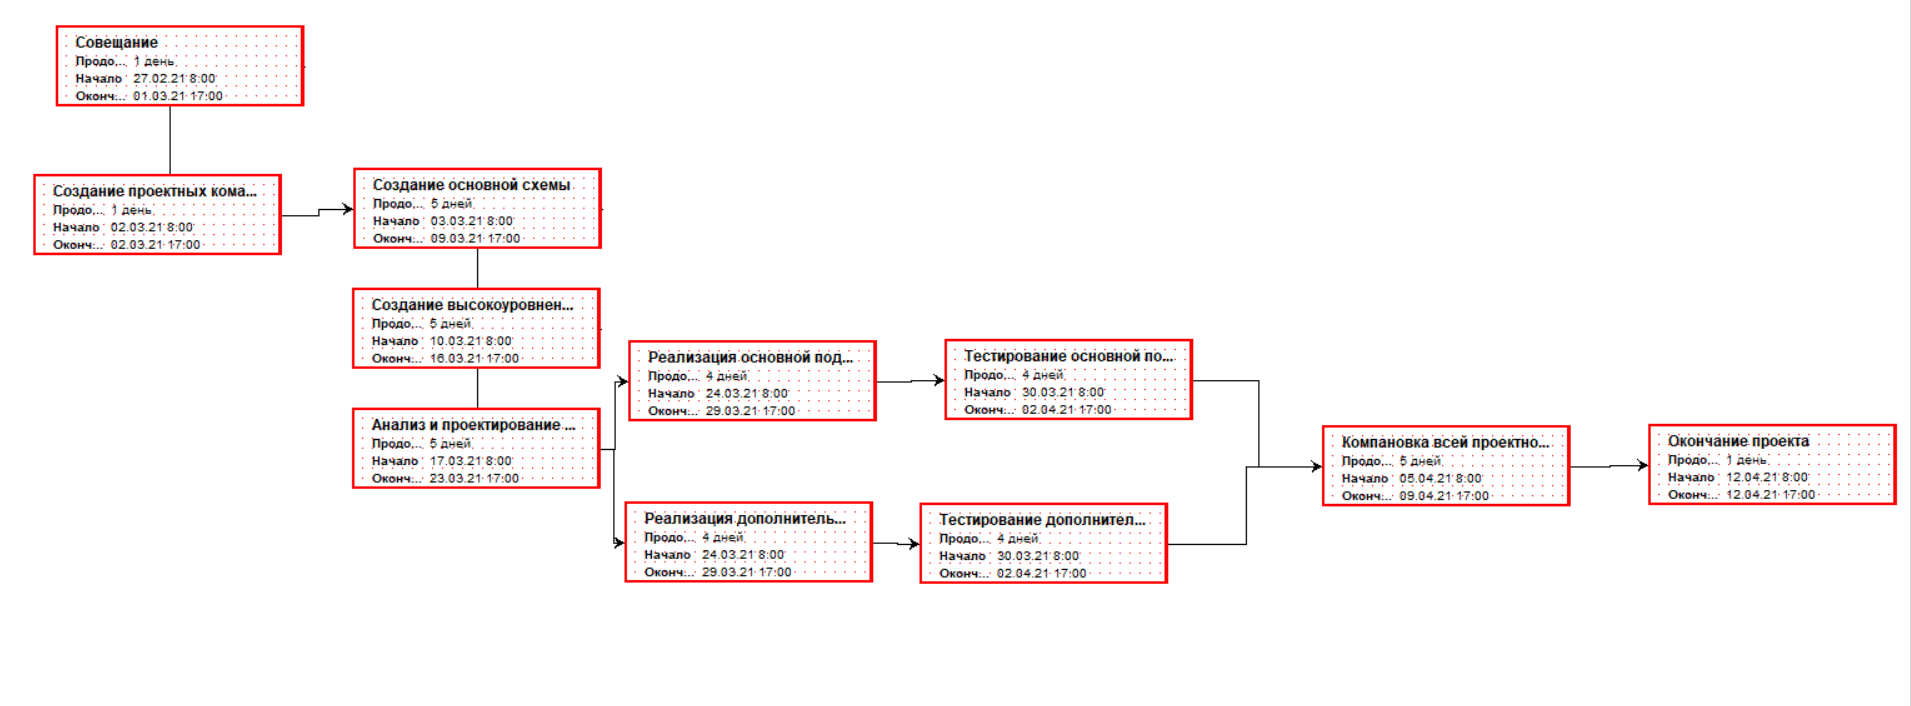 Совещание
Продо... 1 день
Начало 27.02.21 8:00
Оконч... 01.03.21 17:00
Создание проектных кома...
Продо... 1 день
Начало 02.03.21 8:00
Оконч... 02.03.21 17:00
Создание основной схемы
Продо... 5 дней
Начало 03.03.21 8:00
Оконч... 09.03.21 17:00
Создание высокоуровнен...
Продо... 5 дней
Начало 10.03.21 8:00
Оконч... 16.03.21 17:00
Анализ и проектирование ...
Продо... 5 дней
Начало 17.03.21 8:00
Оконч... 23.03.21 17:00
Реализация основной под...
Продо... 4 дней
Начало 24.03.21 8:00
Оконч... 29.03.21 17:00
Тестирование основной по...
Продо... 4 дней
Начало 30.03.21 8:00
Оконч... 02.04.21 17:00
Реализация дополнитель...
Продо... 4 дней
Начало 24.03.21 8:00
Оконч... 29.03.21 17:00
Тестирование дополнител...
Продо... 4 дней
Начало 30.03.21 8:00
Оконч... 02.04.21 17:00
Компановка всей проектно...
Продо... 5 дней
Начало 05.04.21 8:00
Оконч... 09.04.21 17:00
Окончание проекта
Продо... 1 день
Начало 12.04.21 8:00
Оконч... 12.04.21 17:00